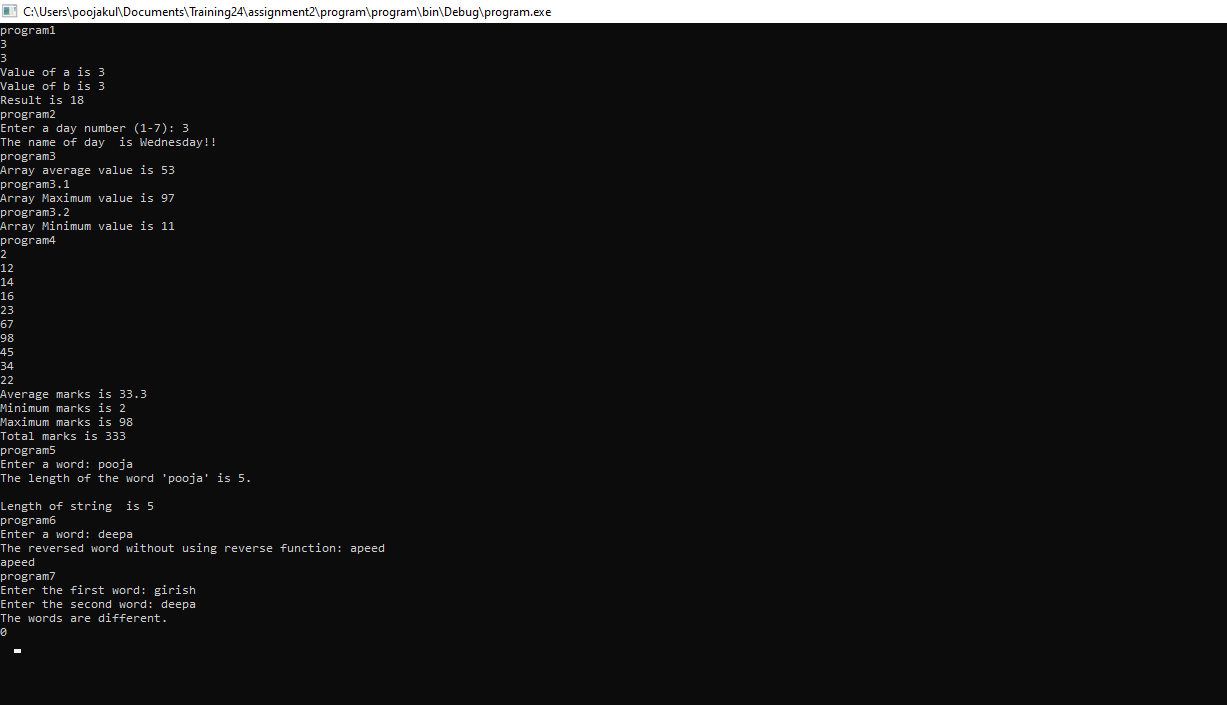 C:\Users\poojakul\Documents\Training24\assignment2\program\program\bin\Debug\program.exe
program1
3
3
Value of a is 3
Value of b is 3
Result is 18
program2
Enter a day number (1-7): 3
The name of day  is Wednesday!!
program3
Array average value is 53
program3.1
Array Maximum value is 97
program3.2
Array Minimum value is 11
program4
2
12
14
16
23
67
98
45
34
22
Average marks is 33.3
Minimum marks is 2
Maximum marks is 98
Total marks is 333
program5
Enter a word: pooja
The length of the word 'pooja' is 5.

Length of string  is 5
program6
Enter a word: deepa
The reversed word without using reverse function: apeed
apeed
program7
Enter the first word: girish
Enter the second word: deepa
The words are different.
0